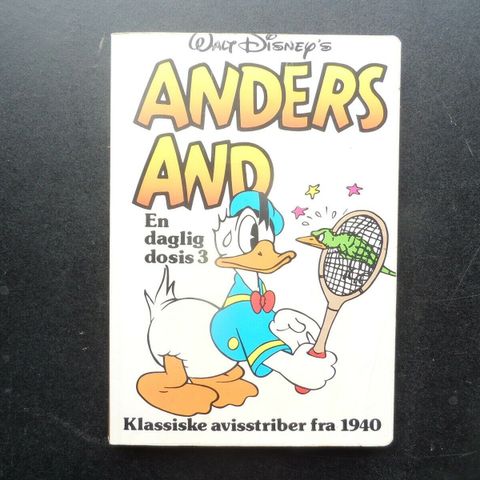 Walt Disney's
ANDERS
AND
En
daglig
dosis 3
Klassiske avisstriber fra 1940